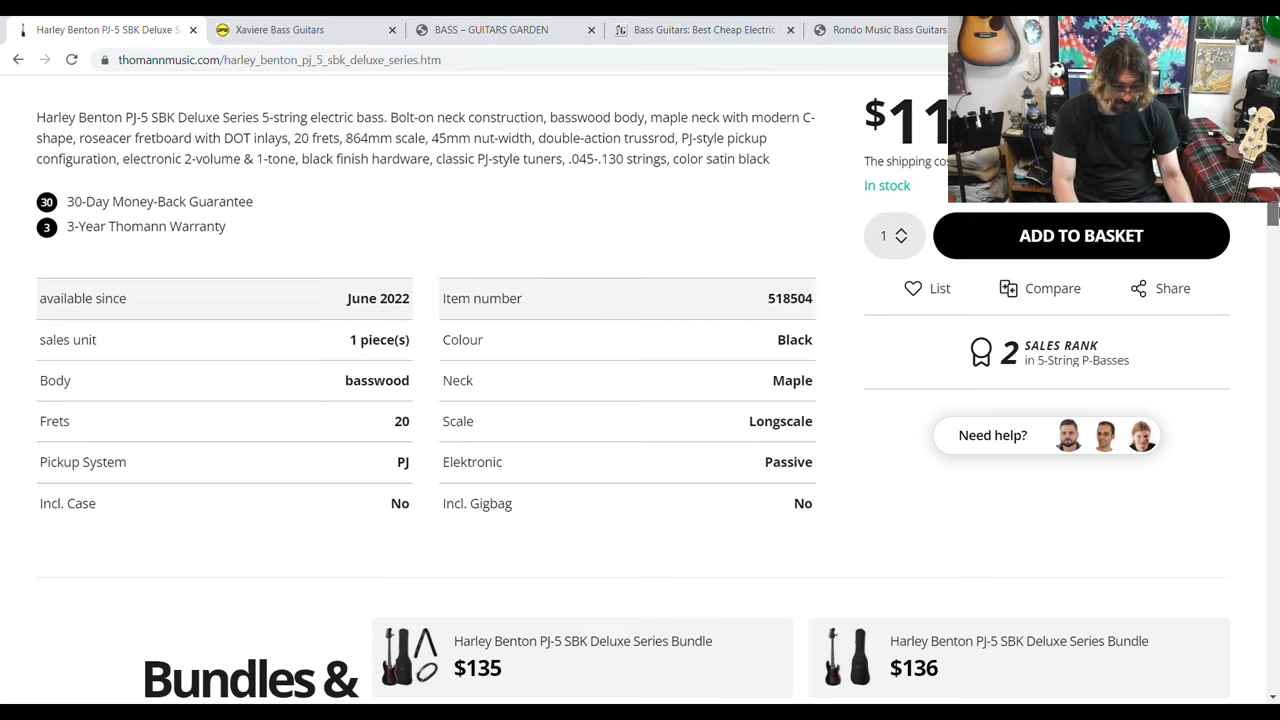 Harley Benton PJ-5 SBK Deluxe S
Xaviere Bass Guitars
BASS – GUITARS GARDEN
Bass Guitars: Best Cheap Electric
Rondo Music Bass Guitars
thomannmusic.com/harley_benton_pj_5_sbk_deluxe_series.htm
Harley Benton PJ-5 SBK Deluxe Series 5-string electric bass. Bolt-on neck construction, basswood body, maple neck with modern C-
shape, roseacer fretboard with DOT inlays, 20 frets, 864mm scale, 45mm nut-width, double-action trussrod, PJ-style pickup
configuration, electronic 2-volume & 1-tone, black finish hardware, classic PJ-style tuners, .045-.130 strings, color satin black
30 30-Day Money-Back Guarantee
3 3-Year Thomann Warranty
$11
The shipping cos
In stock
1
ADD TO BASKET
List
Compare
Share
2 SALES RANK
in 5-String P-Basses
Need help?
available since June 2022
Item number 518504
sales unit 1 piece(s)
Colour Black
Body basswood
Neck Maple
Frets 20
Scale Longscale
Pickup System PJ
Elektronic Passive
Incl. Case No
Incl. Gigbag No
Bundles &
Harley Benton PJ-5 SBK Deluxe Series Bundle
$135
Harley Benton PJ-5 SBK Deluxe Series Bundle
$136